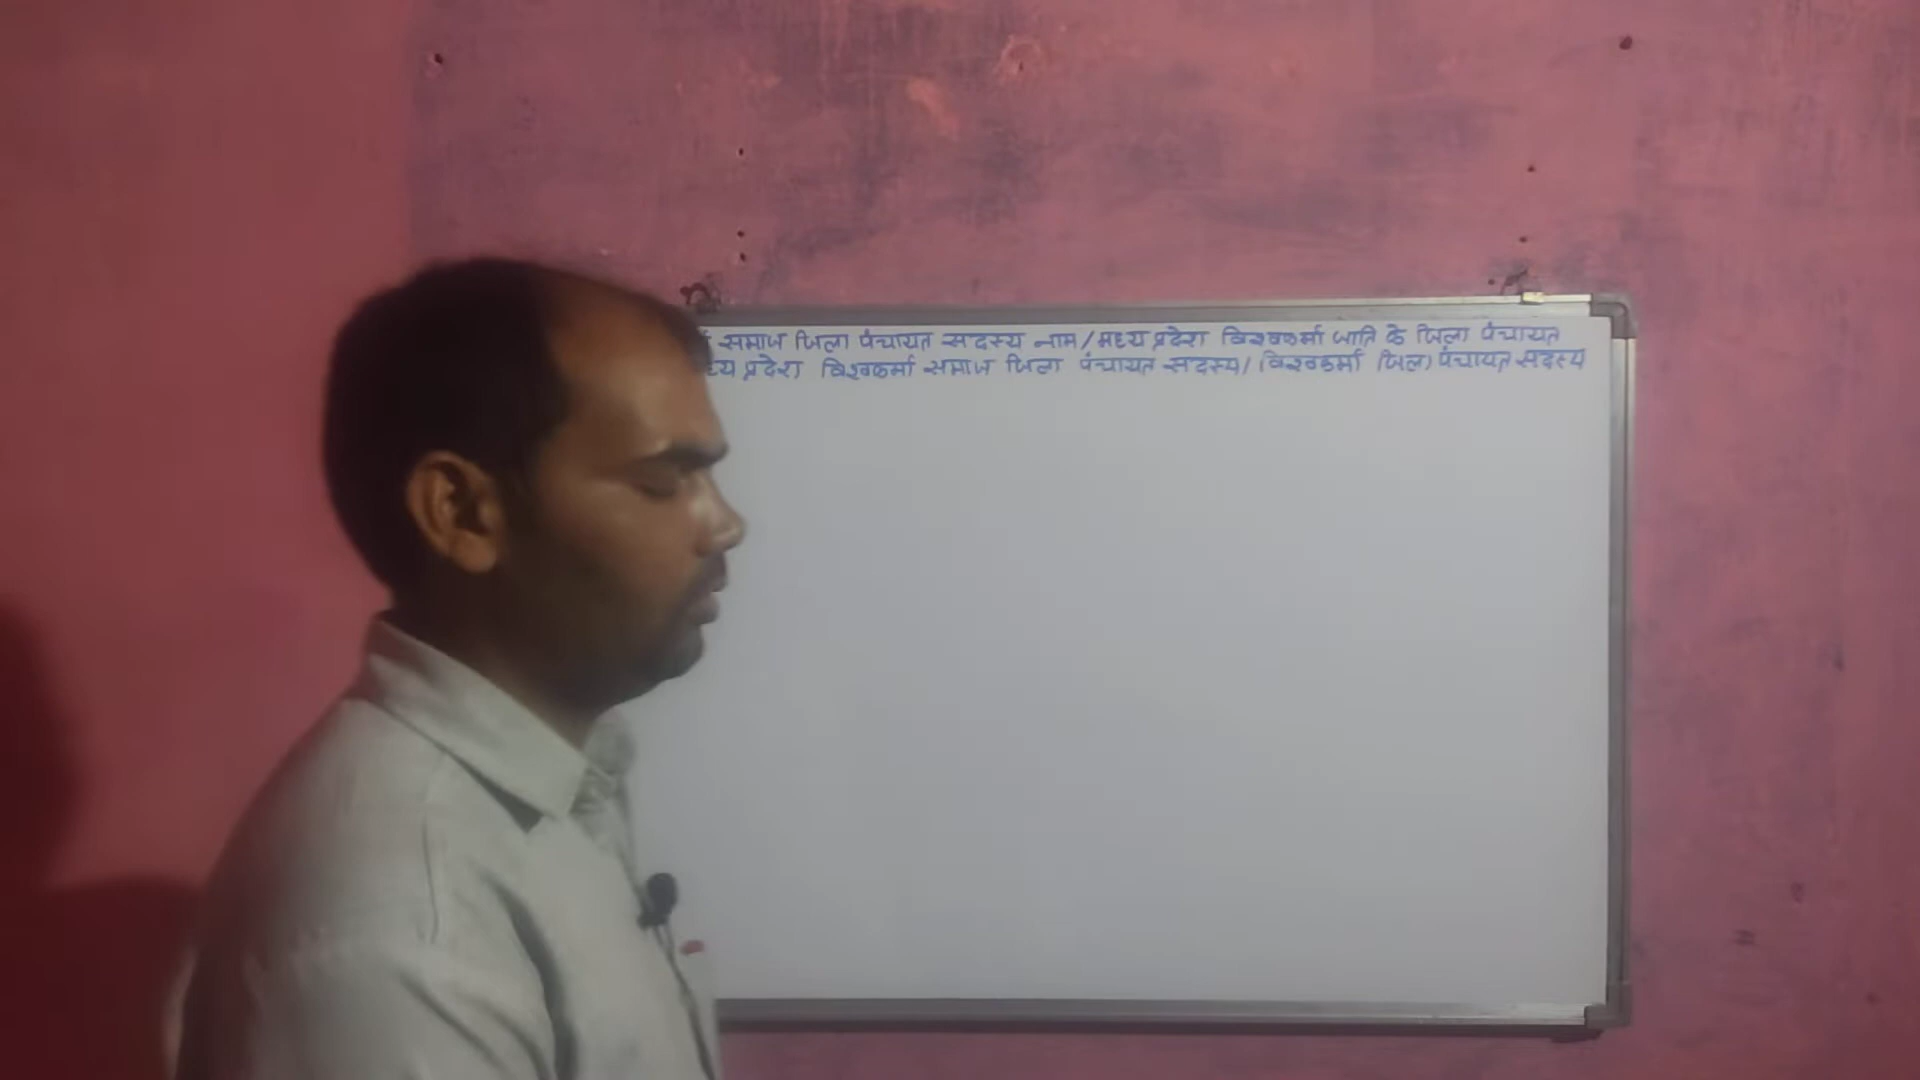 समाज जिला पंचायत सदस्य नाम/मध्य प्रदेश विश्वकर्मा जाति के जिला पंचायत
प्रदेश विश्वकर्मा समाज जिला पंचायत सदस्य/विश्वकर्मा जिला पंचायत सदस्य